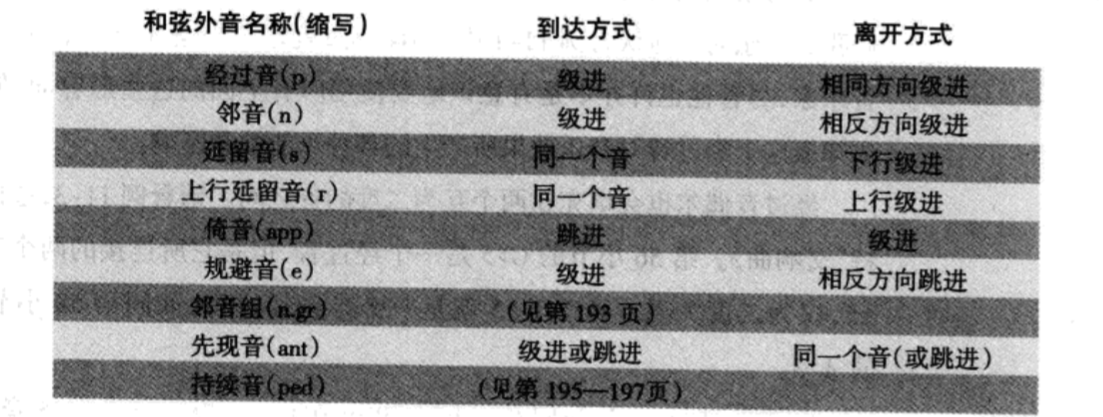 和弦外音名称(缩写) 到达方式 离开方式
经过音(p) 级进 相同方向级进
邻音(n) 级进 相反方向级进
延留音(s) 同一个音 下行级进
上行延留音(r) 同一个音 上行级进
倚音(app) 跳进 级进
规避音(e) 级进 相反方向跳进
邻音组(n.gr) (见第 193 页)
先现音(ant) 级进或跳进 同一个音(或跳进)
持续音(ped) (见第 195—197页)